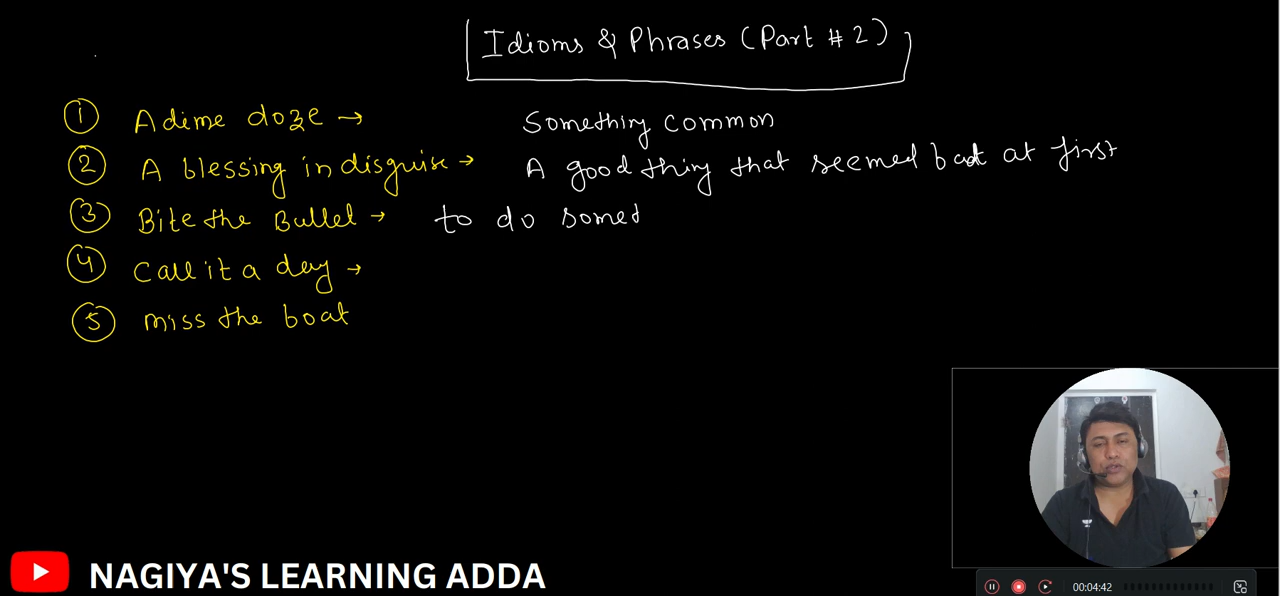 Idioms & Phrases (Part # 2)
① A dime doze → Something common
② A blessing in disguise → A good thing that seemed bad at first
③ Bite the Bullet → to do somet
④ Call it a day →
⑤ miss the boat
NAGIYA'S LEARNING ADDA
00:04:42